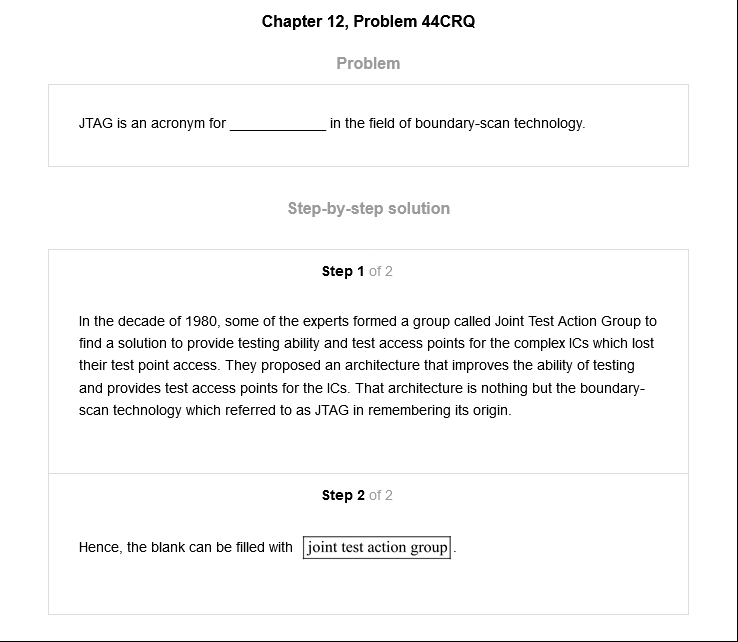 Chapter 12, Problem 44CRQ
Problem
JTAG is an acronym for _____________ in the field of boundary-scan technology.
Step-by-step solution
Step 1 of 2
In the decade of 1980, some of the experts formed a group called Joint Test Action Group to
find a solution to provide testing ability and test access points for the complex ICs which lost
their test point access. They proposed an architecture that improves the ability of testing
and provides test access points for the ICs. That architecture is nothing but the boundary-
scan technology which referred to as JTAG in remembering its origin.
Step 2 of 2
Hence, the blank can be filled with joint test action group.